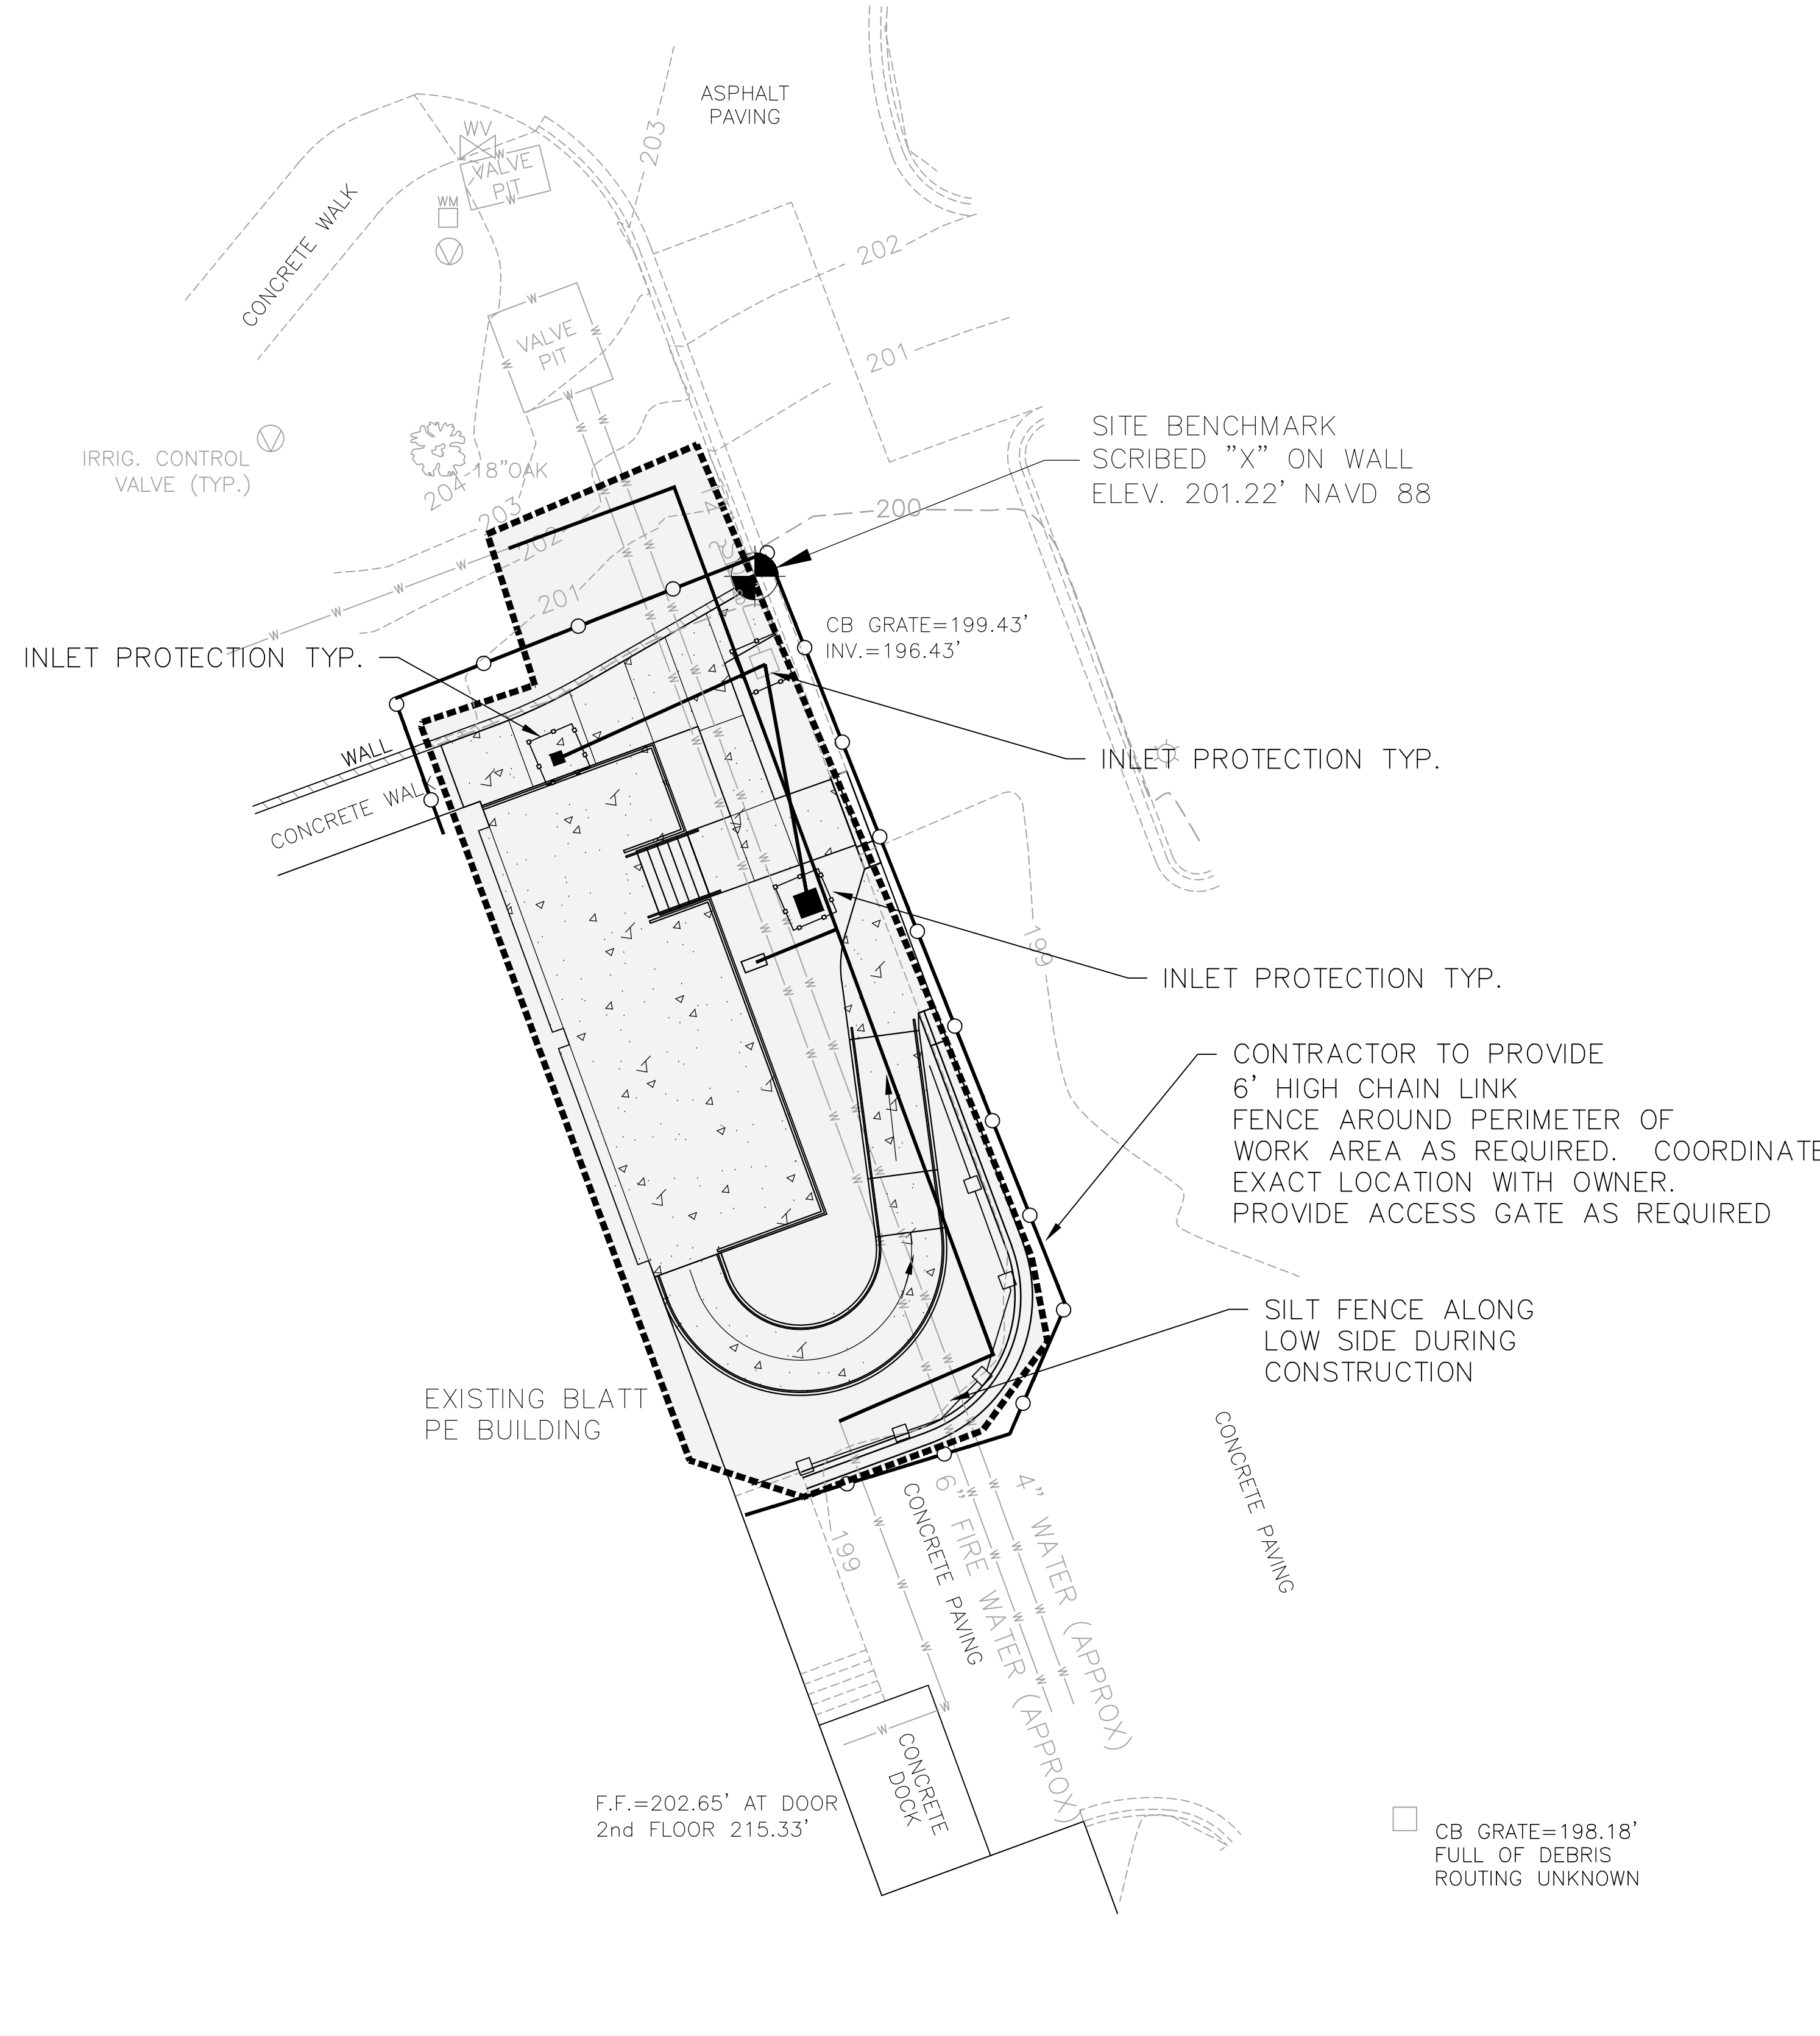 ASPHALT
PAVING
203
WV
W
VALVE
PIT
W
WM
CONCRETE WALK
202
201
W
VALVE
PIT
W
IRRIG. CONTROL
VALVE (TYP.)
18"OAK
204
203
202
201
200
SITE BENCHMARK
SCRIBED "X" ON WALL
ELEV. 201.22' NAVD 88
CB GRATE=199.43'
INV.=196.43'
INLET PROTECTION TYP.
WALL
CONCRETE WALK
INLET PROTECTION TYP.
199
INLET PROTECTION TYP.
CONTRACTOR TO PROVIDE
6' HIGH CHAIN LINK
FENCE AROUND PERIMETER OF
WORK AREA AS REQUIRED. COORDINATE
EXACT LOCATION WITH OWNER.
PROVIDE ACCESS GATE AS REQUIRED
SILT FENCE ALONG
LOW SIDE DURING
CONSTRUCTION
EXISTING BLATT
PE BUILDING
CONCRETE PAVING
199
CONCRETE PAVING
6" FIRE WATER (APPROX)
4" WATER (APPROX)
CONCRETE
DOCK
F.F.=202.65' AT DOOR
2nd FLOOR 215.33'
CB GRATE=198.18'
FULL OF DEBRIS
ROUTING UNKNOWN